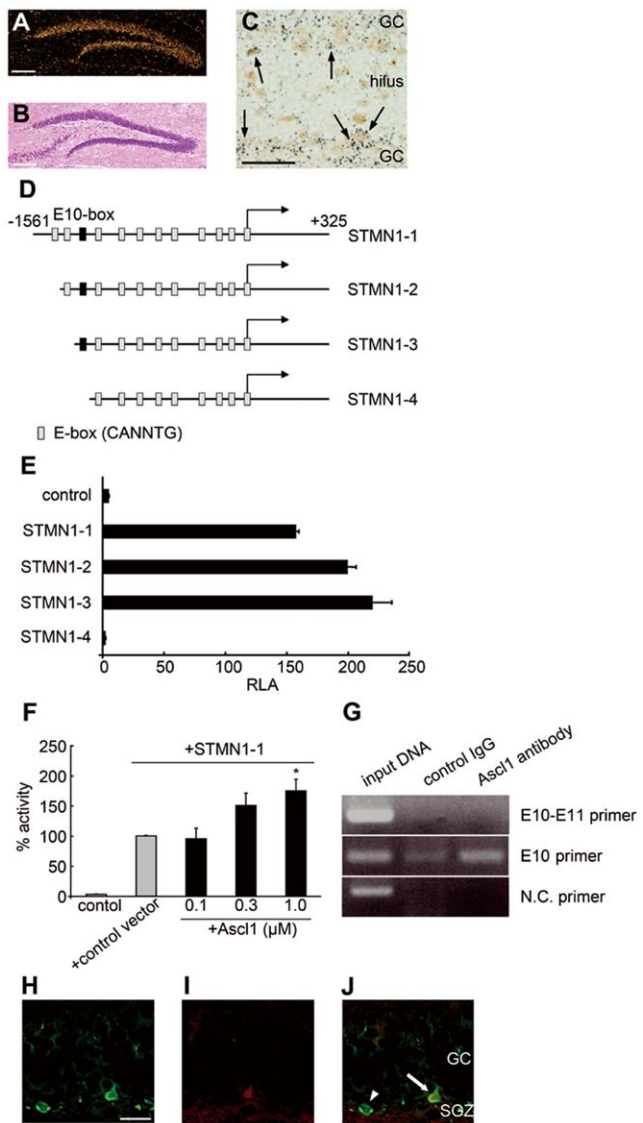 A
B
C
GC
hilus
GC
D
E10-box
-1561
+325
STMN1-1
STMN1-2
STMN1-3
STMN1-4
E-box (CANNTG)
E
control
STMN1-1
STMN1-2
STMN1-3
STMN1-4
0 50 100 150 200 250
RLA
F
+STMN1-1
% activity
250
200
150
100
50
0
*
contol
+control vector
0.1 0.3 1.0
+Ascl1 (µM)
G
input DNA
control IgG
Ascl1 antibody
E10-E11 primer
E10 primer
N.C. primer
H
I
J
GC
SGZ